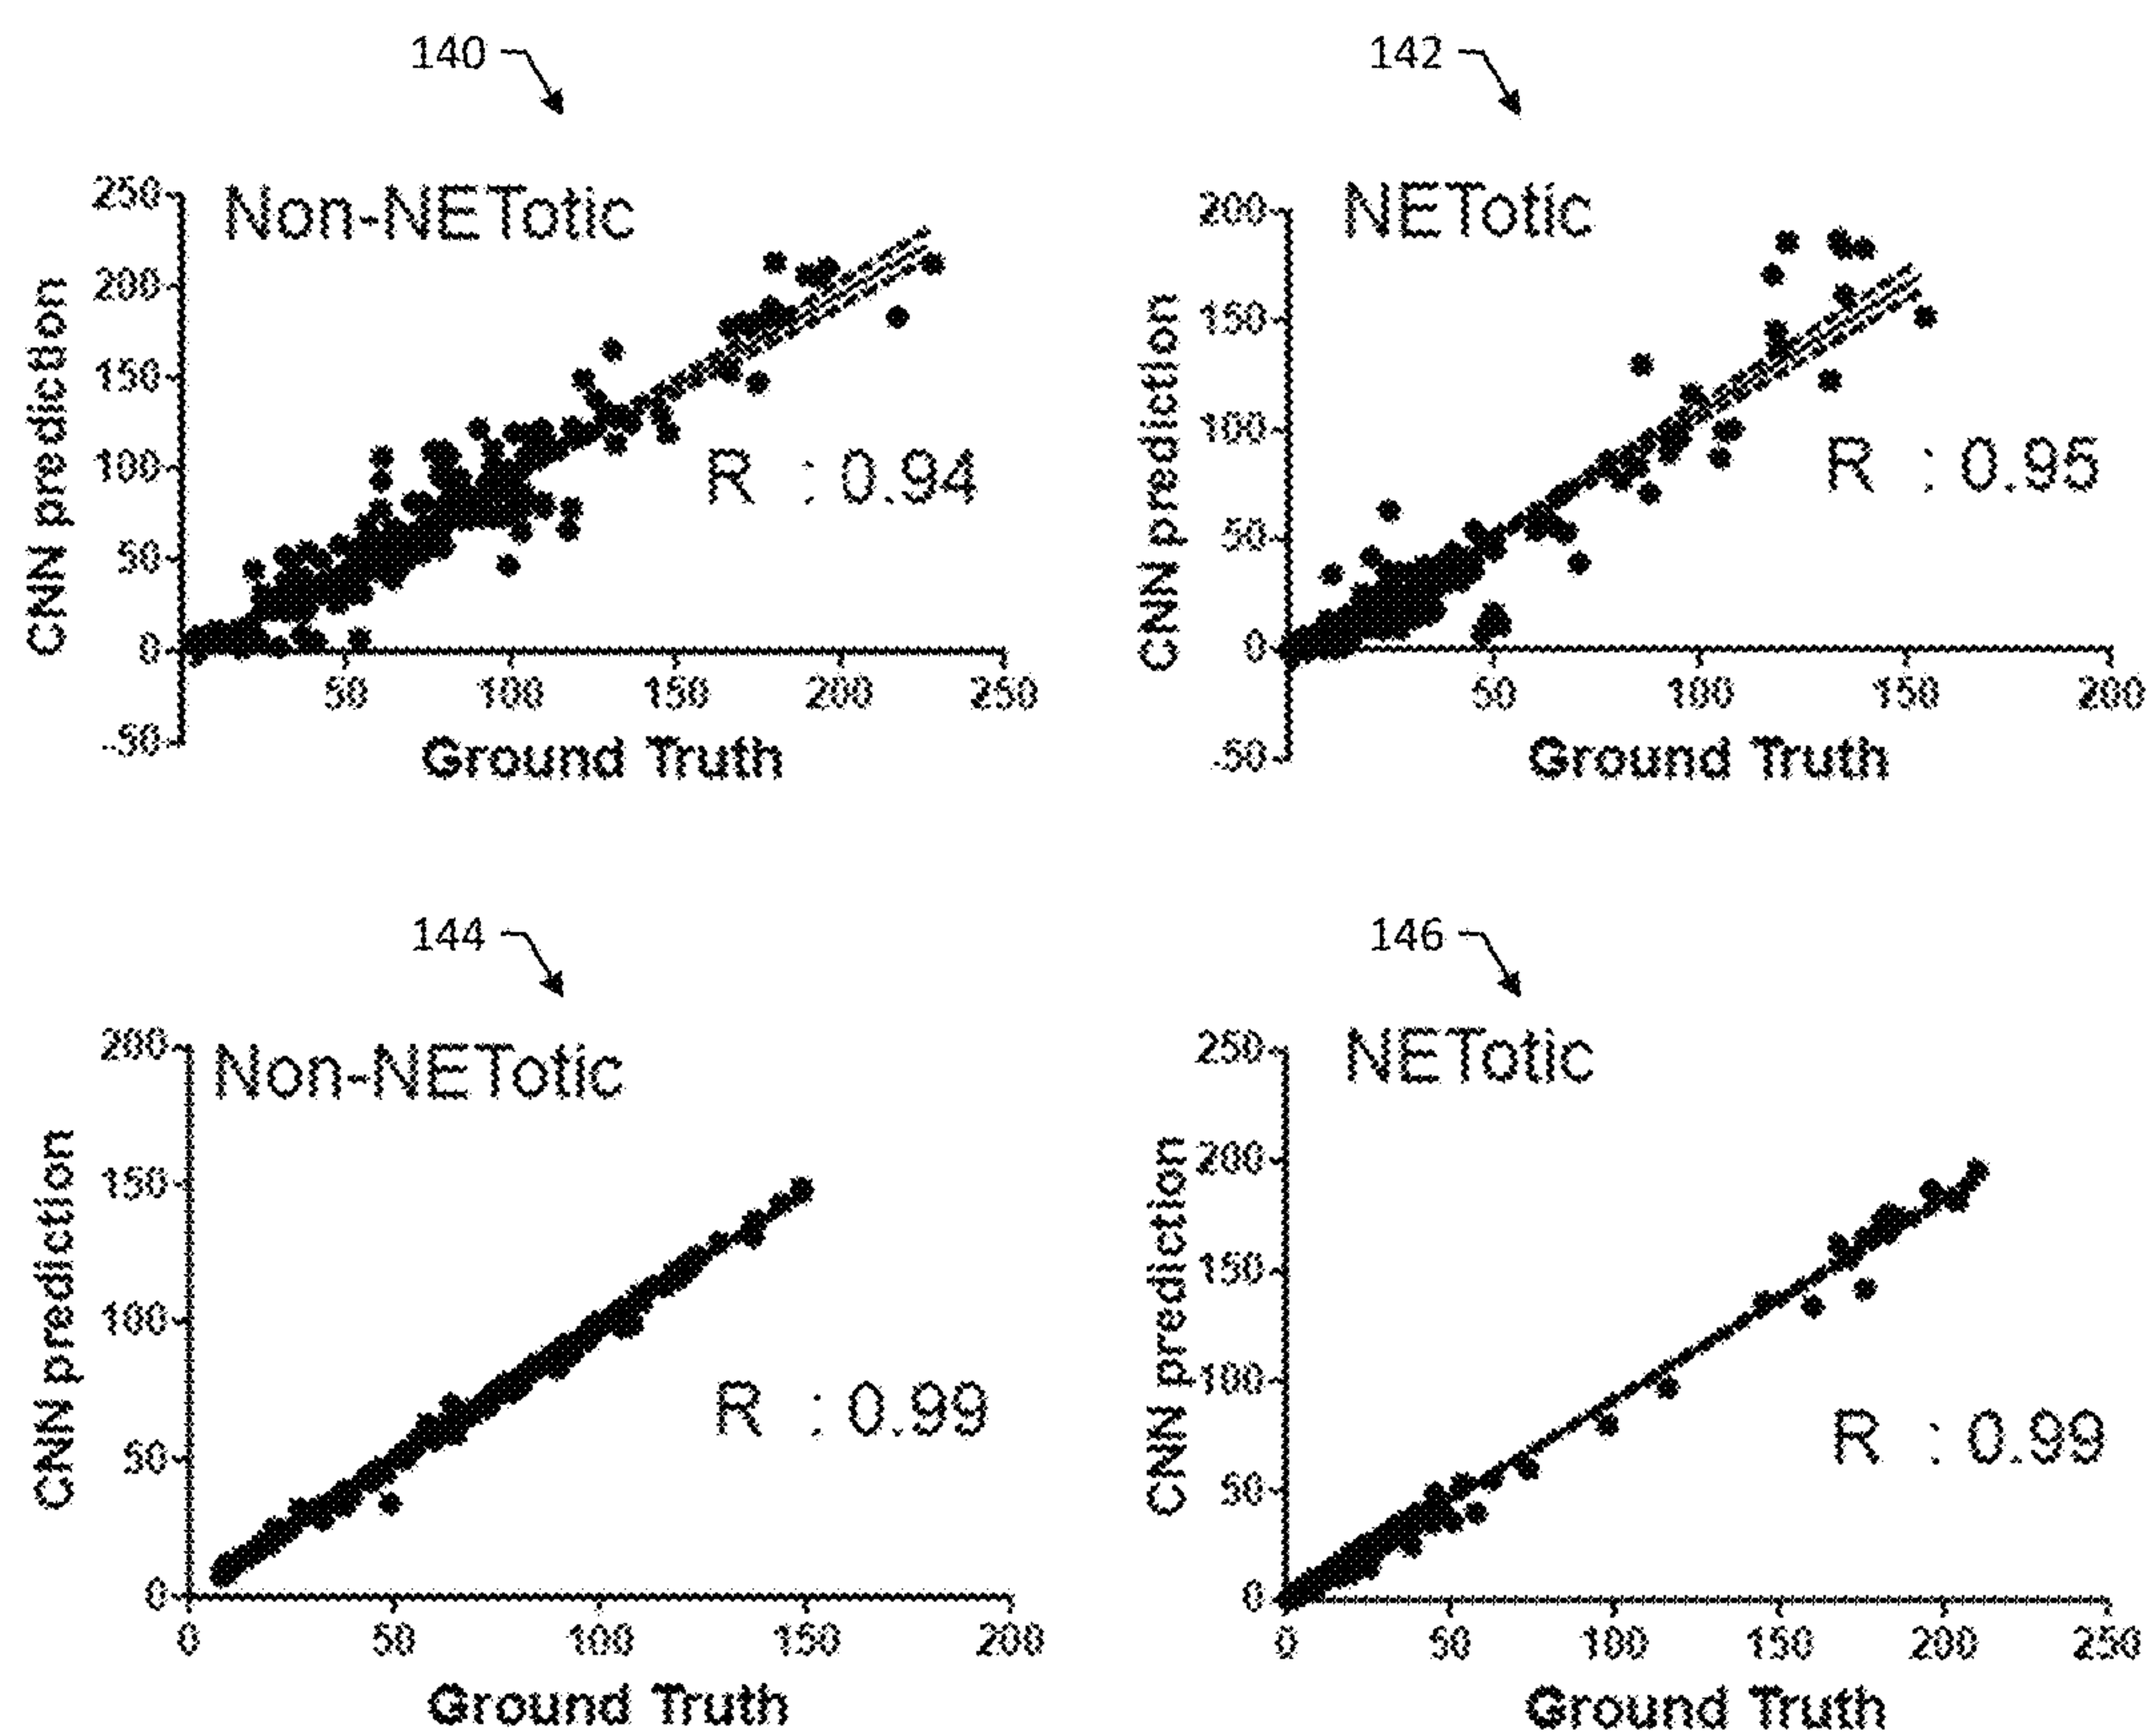 140
142
250
200
150
100
50
0
-50
Non-NETotic
R : 0.94
50 100 150 200 250
CNN prediction
Ground Truth
200
150
100
50
0
-50
NETotic
R : 0.95
50 100 150 200
CNN prediction
Ground Truth
144
146
200
150
100
50
0
Non-NETotic
R : 0.99
0 50 100 150 200
CNN prediction
Ground Truth
250
200
150
100
50
0
NETotic
R : 0.99
0 50 100 150 200 250
CNN prediction
Ground Truth